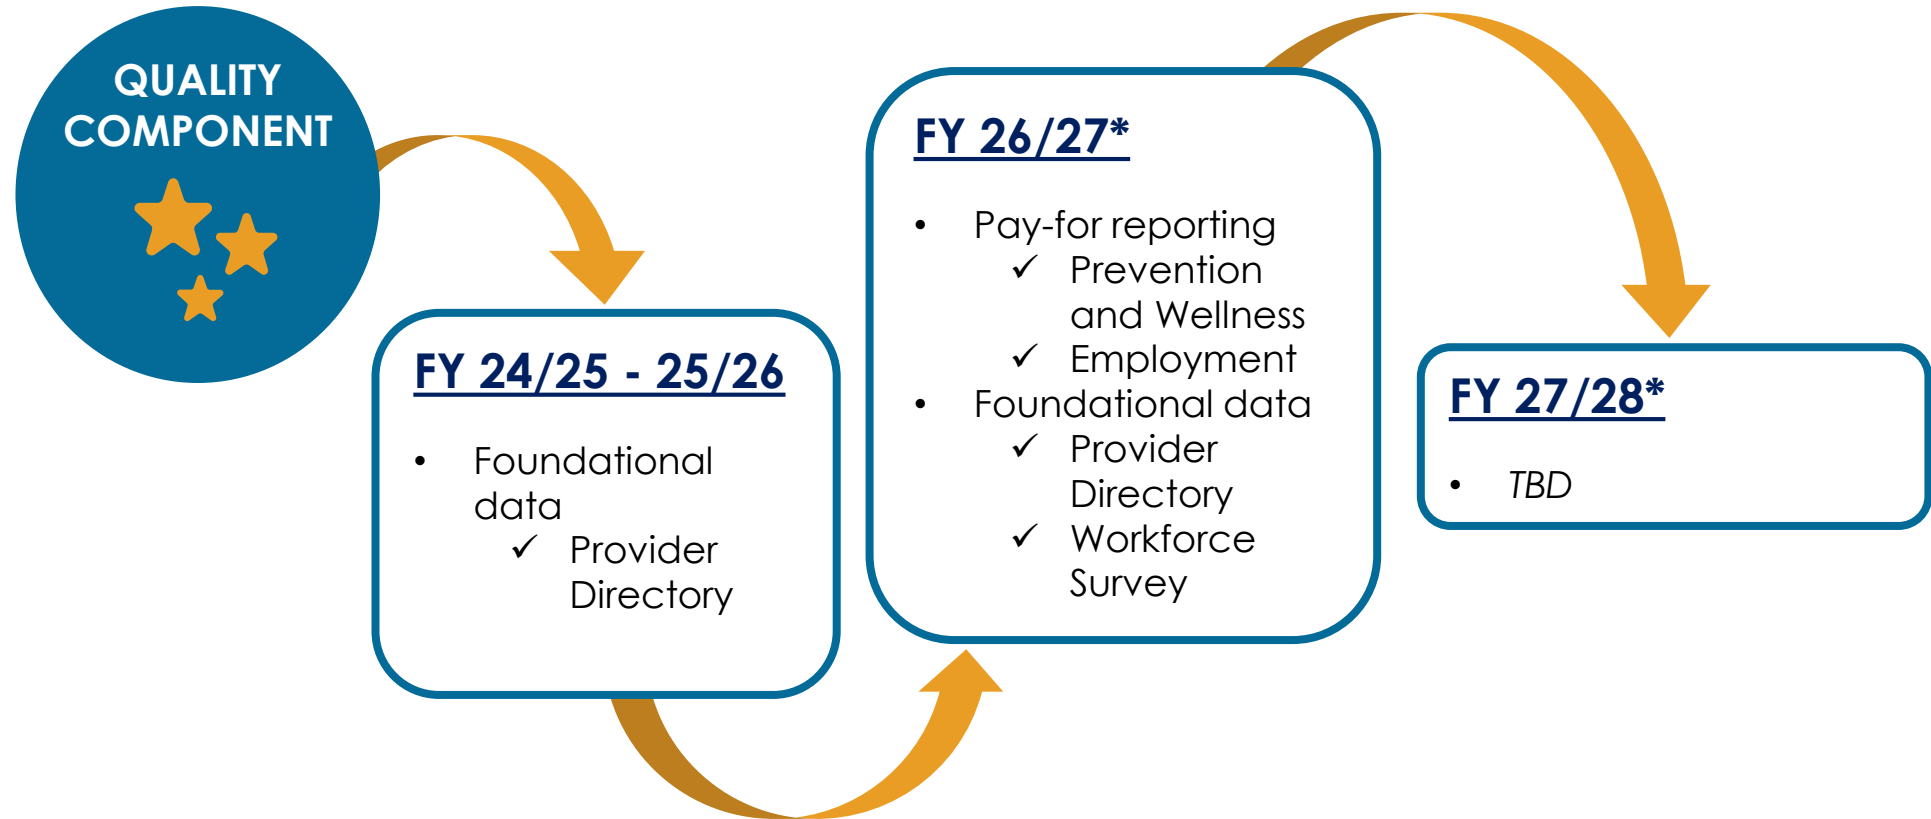 QUALITY
COMPONENT
FY 24/25 - 25/26
• Foundational
data
✓ Provider
Directory
FY 26/27*
• Pay-for reporting
✓ Prevention
and Wellness
✓ Employment
• Foundational data
✓ Provider
Directory
✓ Workforce
Survey
FY 27/28*
• TBD